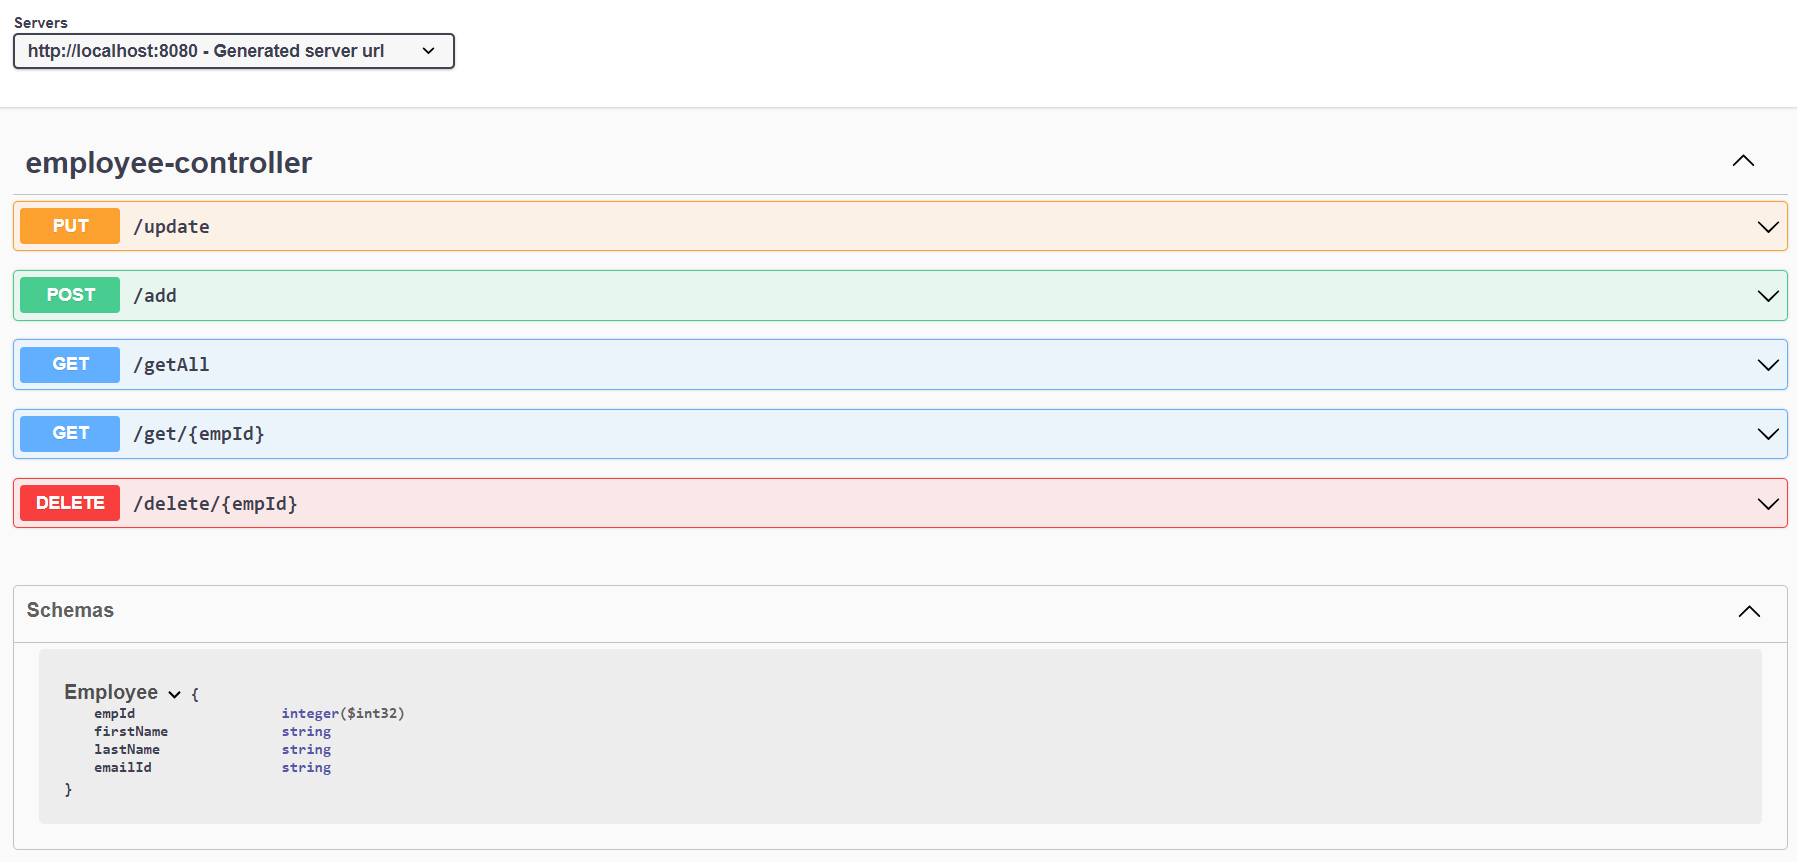 Servers
http://localhost:8080 - Generated server url
employee-controller
PUT /update
POST /add
GET /getAll
GET /get/{empId}
DELETE /delete/{empId}
Schemas
Employee {
empId integer($int32)
firstName string
lastName string
emailId string
}